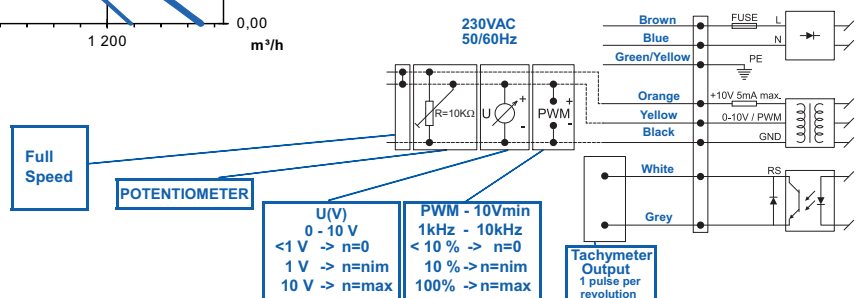 0,00
1 200
m³/h
230VAC
50/60Hz
Brown
Blue
Green/Yellow
Orange
Yellow
Black
White
Grey
FUSE
L
N
PE
+10V 5mA max.
0-10V / PWM
GND
RS
R=10KΩ
U
+
-
PWM
+
-
Full
Speed
POTENTIOMETER
U(V)
0 - 10 V
<1 V -> n=0
1 V -> n=nim
10 V -> n=max
PWM - 10Vmin
1kHz - 10kHz
< 10 % -> n=0
10 % -> n=nim
100% -> n=max
Tachymeter
Output
1 pulse per
revolution